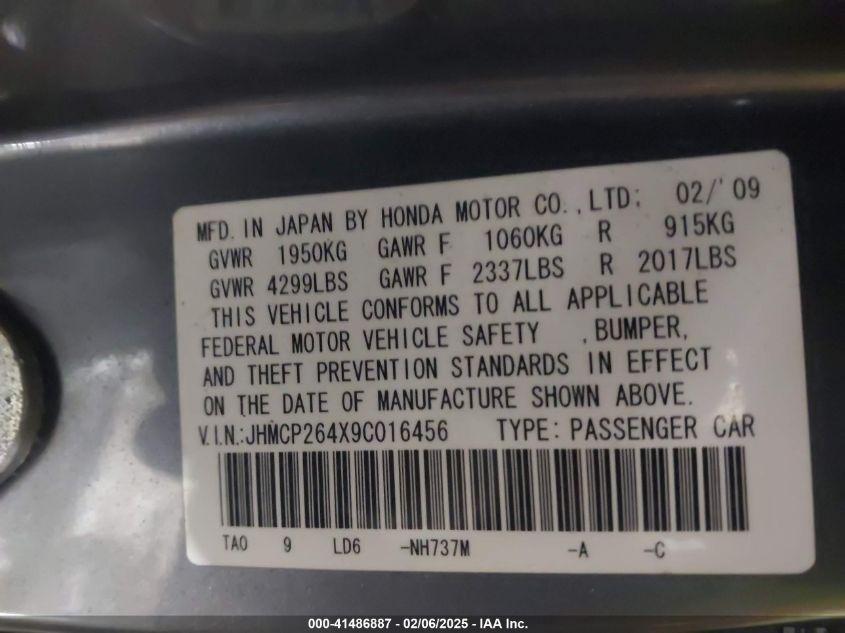 MFD. IN JAPAN BY HONDA MOTOR CO., LTD: 02/'09
GVWR 1950KG GAWR F 1060KG R 915KG
GVWR 4299LBS GAWR F 2337LBS R 2017LBS
THIS VEHICLE CONFORMS TO ALL APPLICABLE
FEDERAL MOTOR VEHICLE SAFETY , BUMPER,
AND THEFT PREVENTION STANDARDS IN EFFECT
ON THE DATE OF MANUFACTURE SHOWN ABOVE.
V.I.N.:JHMCP264X9C016456 TYPE: PASSENGER CAR
TA0 9 LD6 -NH737M -A -C
000-41486887 - 02/06/2025 - IAA Inc.